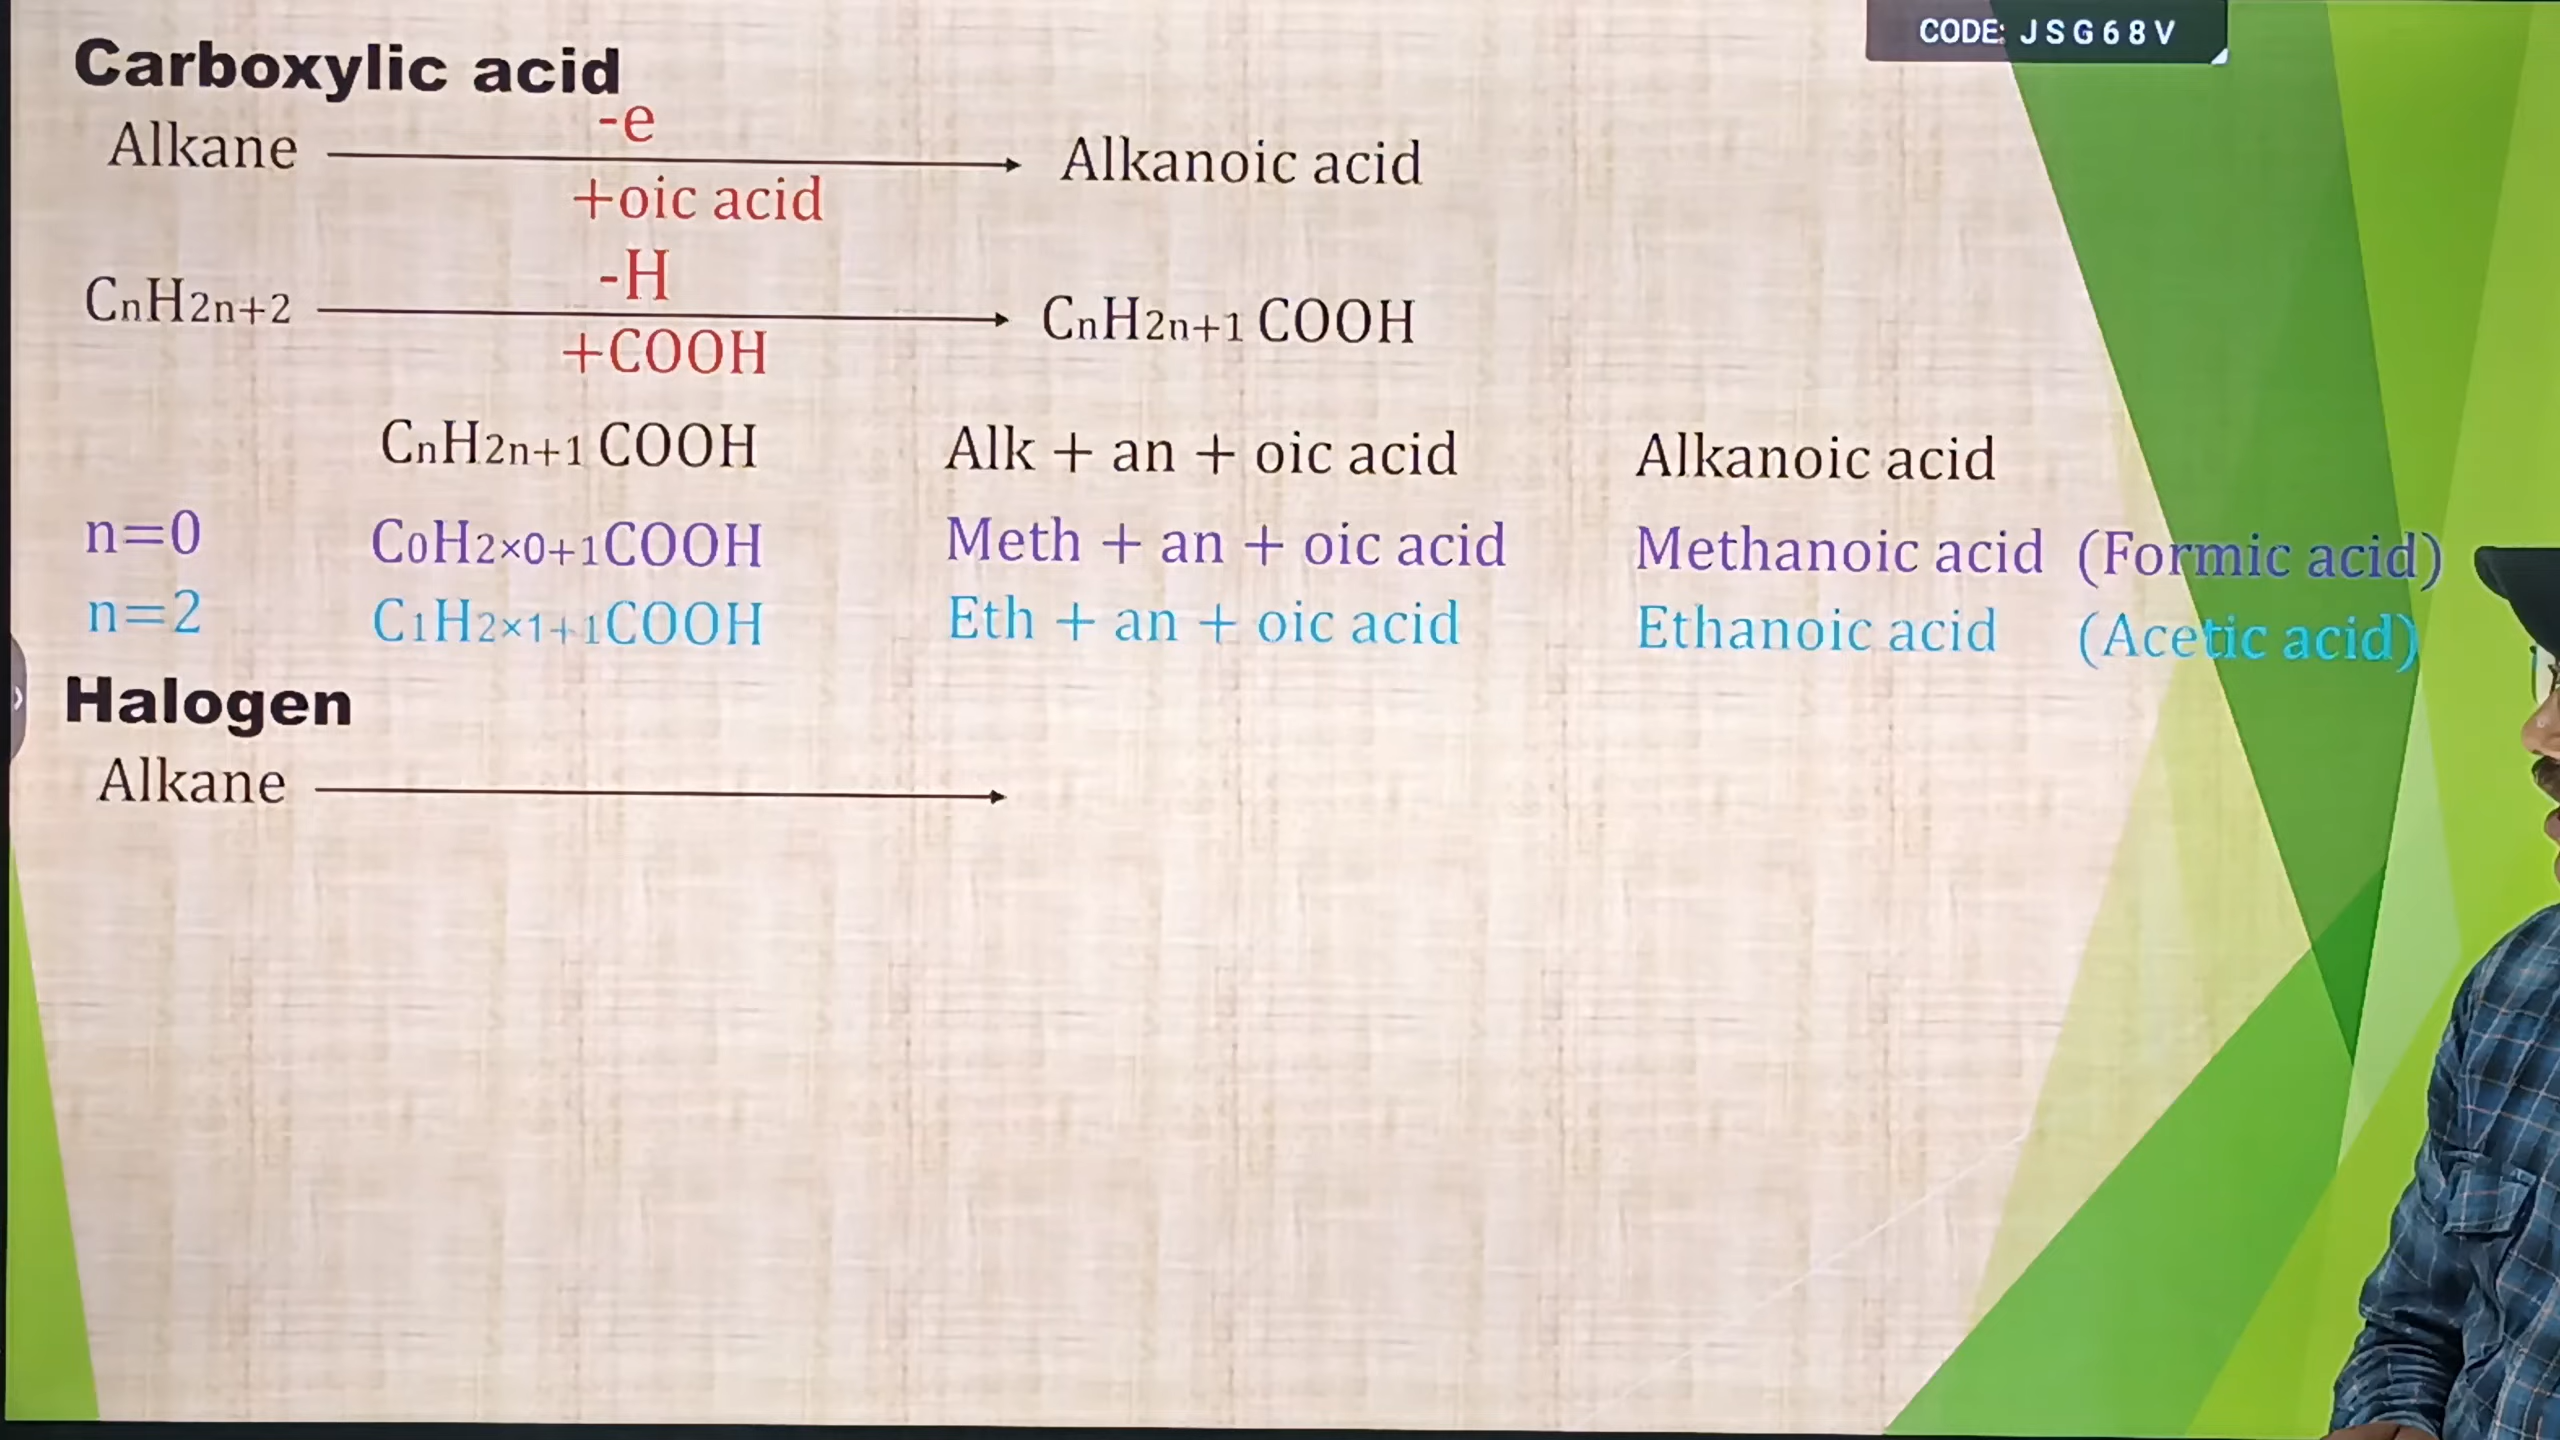 CODE: JSG68V
Carboxylic acid
-e
Alkane Alkanoic acid
+oic acid
-H
CnH2n+2 CnH2n+1 COOH
+COOH
CnH2n+1 COOH Alk + an + oic acid Alkanoic acid
n=0 C0H2×0+1COOH Meth + an + oic acid Methanoic acid (Formic acid)
n=2 C1H2×1+1COOH Eth + an + oic acid Ethanoic acid (Acetic acid)
Halogen
Alkane